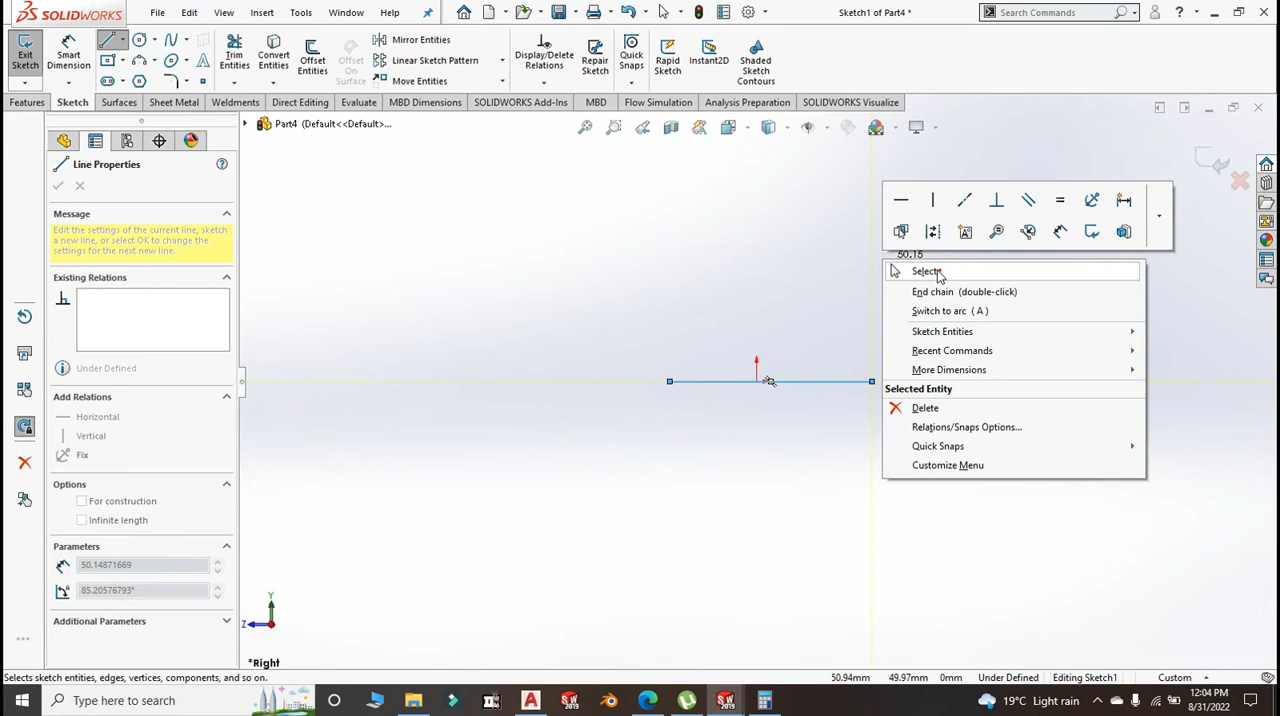 SOLIDWORKS
File
Edit
View
Insert
Tools
Window
Sketch1 of Part4 *
Search Commands
Exit Sketch
Smart Dimension
Trim Entities
Convert Entities
Offset Entities
Offset On Surface
Mirror Entities
Linear Sketch Pattern
Move Entities
Display/Delete Relations
Repair Sketch
Quick Snaps
Rapid Sketch
Instant2D
Shaded Sketch Contours
Features
Sketch
Surfaces
Sheet Metal
Weldments
Direct Editing
Evaluate
MBD Dimensions
SOLIDWORKS Add-Ins
MBD
Flow Simulation
Analysis Preparation
SOLIDWORKS Visualize
Part4 (Default<<Default>...
Line Properties
Message
Edit the settings of the current line, sketch
a new line, or select OK to change the
settings for the next new line.
Existing Relations
Under Defined
Add Relations
Horizontal
Vertical
Fix
Options
For construction
Infinite length
Parameters
50.14871669
85.20576793°
Additional Parameters
50.15
Select
End chain (double-click)
Switch to arc ( A )
Sketch Entities
Recent Commands
More Dimensions
Selected Entity
Delete
Relations/Snaps Options...
Quick Snaps
Customize Menu
Y
Z
*Right
Selects sketch entities, edges, vertices, components, and so on.
50.94mm
49.97mm
0mm
Under Defined
Editing Sketch1
Custom
Type here to search
SW 2019
SW 2019
19°C Light rain
12:04 PM
8/31/2022